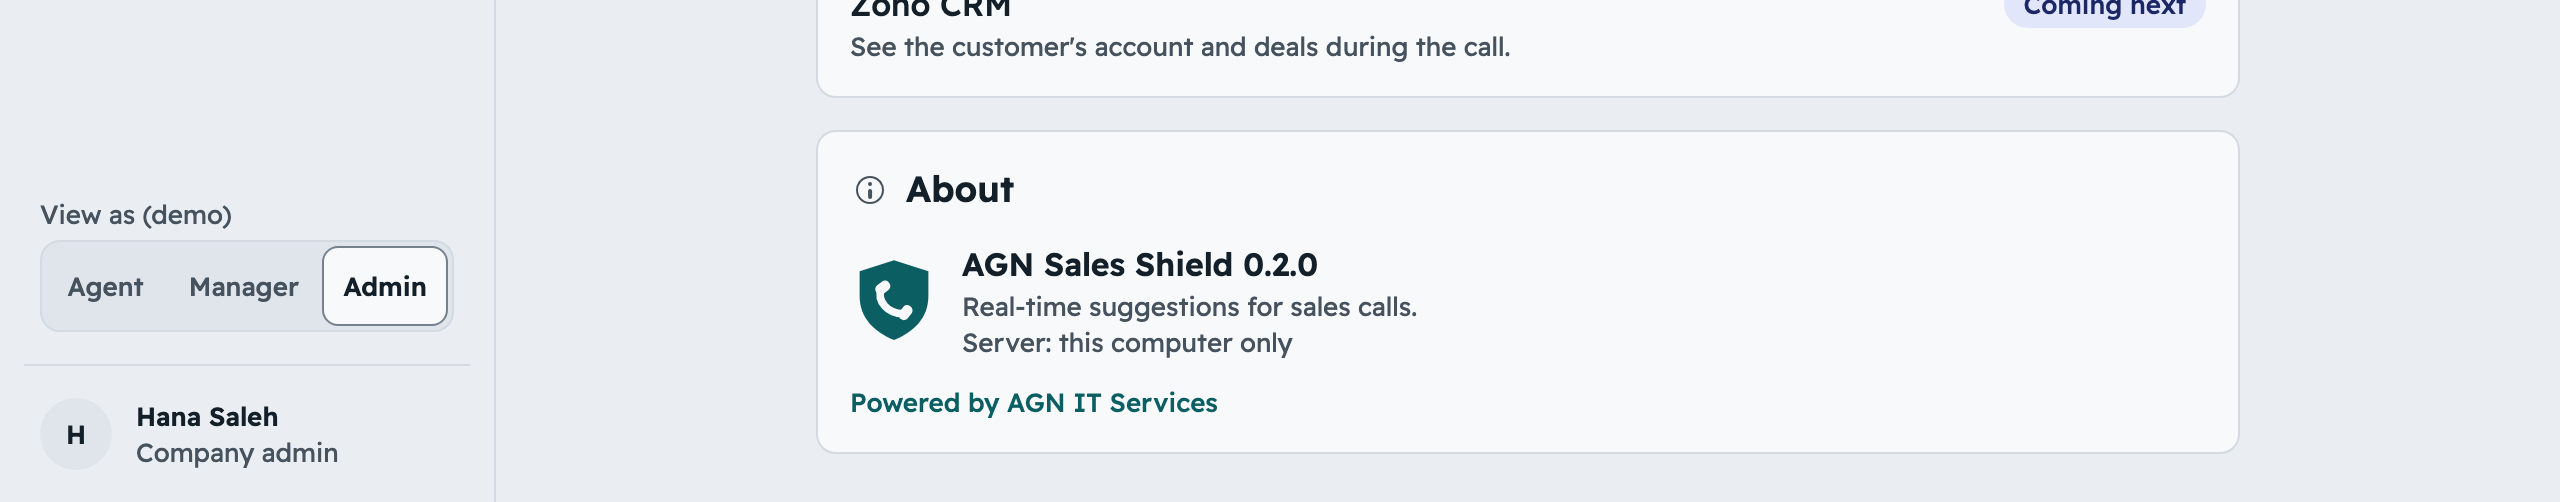 Zoho CRM
Coming next
See the customer's account and deals during the call.
View as (demo)
Agent Manager Admin
Hana Saleh
H
Company admin
About
AGN Sales Shield 0.2.0
Real-time suggestions for sales calls.
Server: this computer only
Powered by AGN IT Services